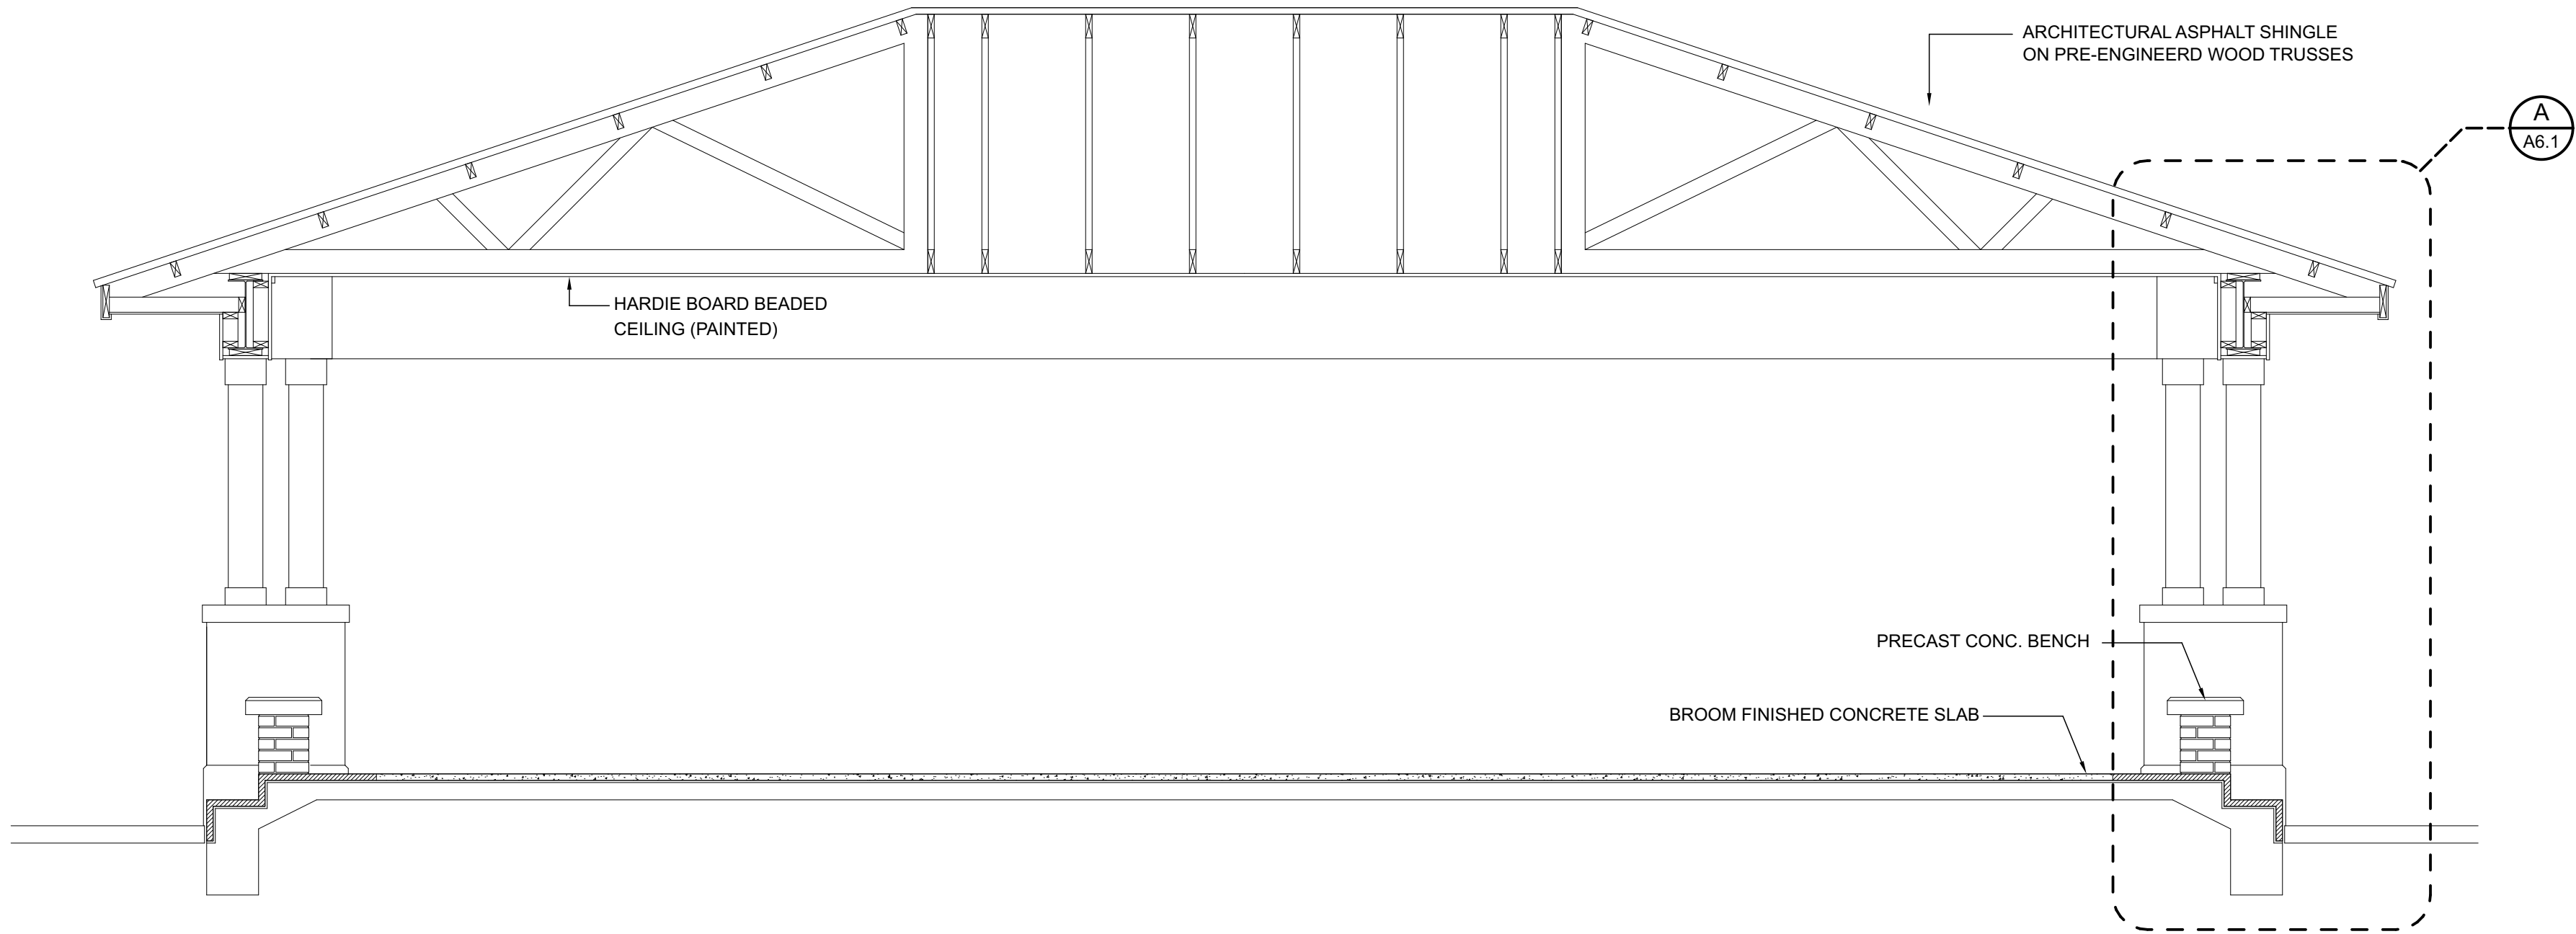 ARCHITECTURAL ASPHALT SHINGLE
ON PRE-ENGINEERD WOOD TRUSSES
A
A6.1
HARDIE BOARD BEADED
CEILING (PAINTED)
PRECAST CONC. BENCH
BROOM FINISHED CONCRETE SLAB